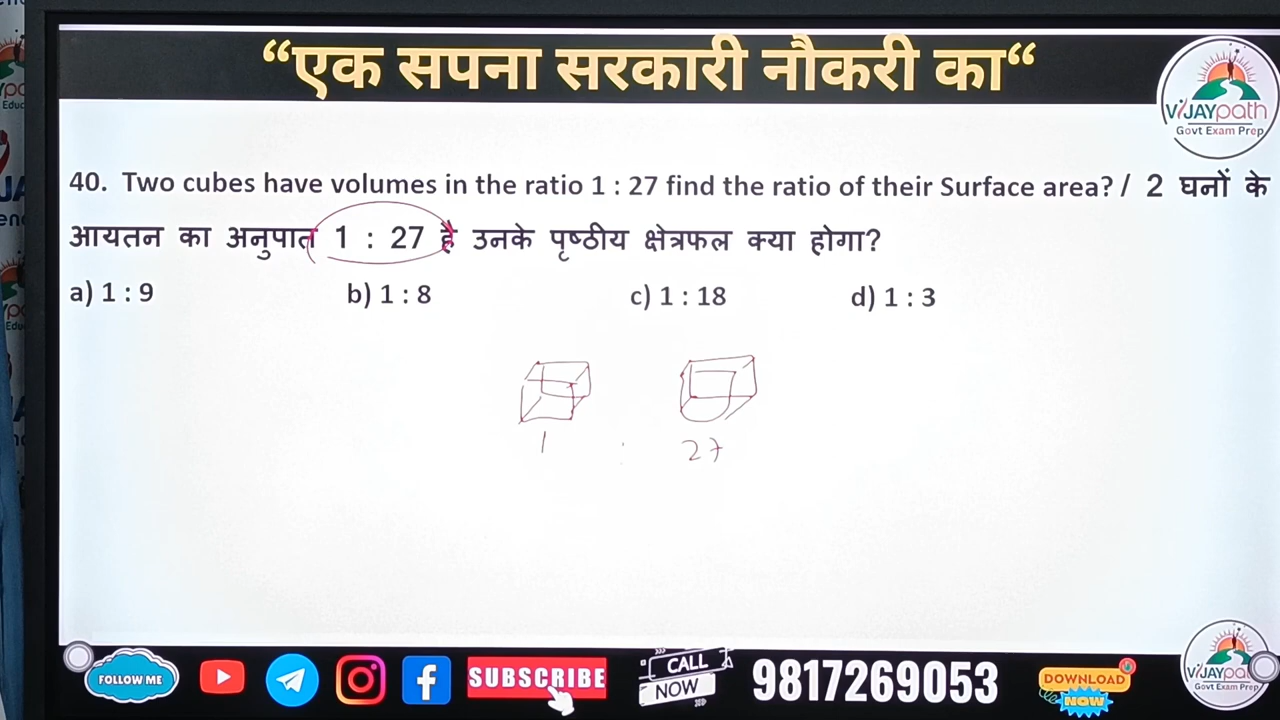 “एक सपना सरकारी नौकरी का“
VIJAYpath
Govt Exam Prep
40. Two cubes have volumes in the ratio 1 : 27 find the ratio of their Surface area? / 2 घनों के
आयतन का अनुपात 1 : 27 है उनके पृष्ठीय क्षेत्रफल क्या होगा?
a) 1 : 9 b) 1 : 8 c) 1 : 18 d) 1 : 3
1 : 27
FOLLOW ME
SUBSCRIBE
CALL
NOW
9817269053
DOWNLOAD
NOW
VIJAYpath
Govt Exam Prep